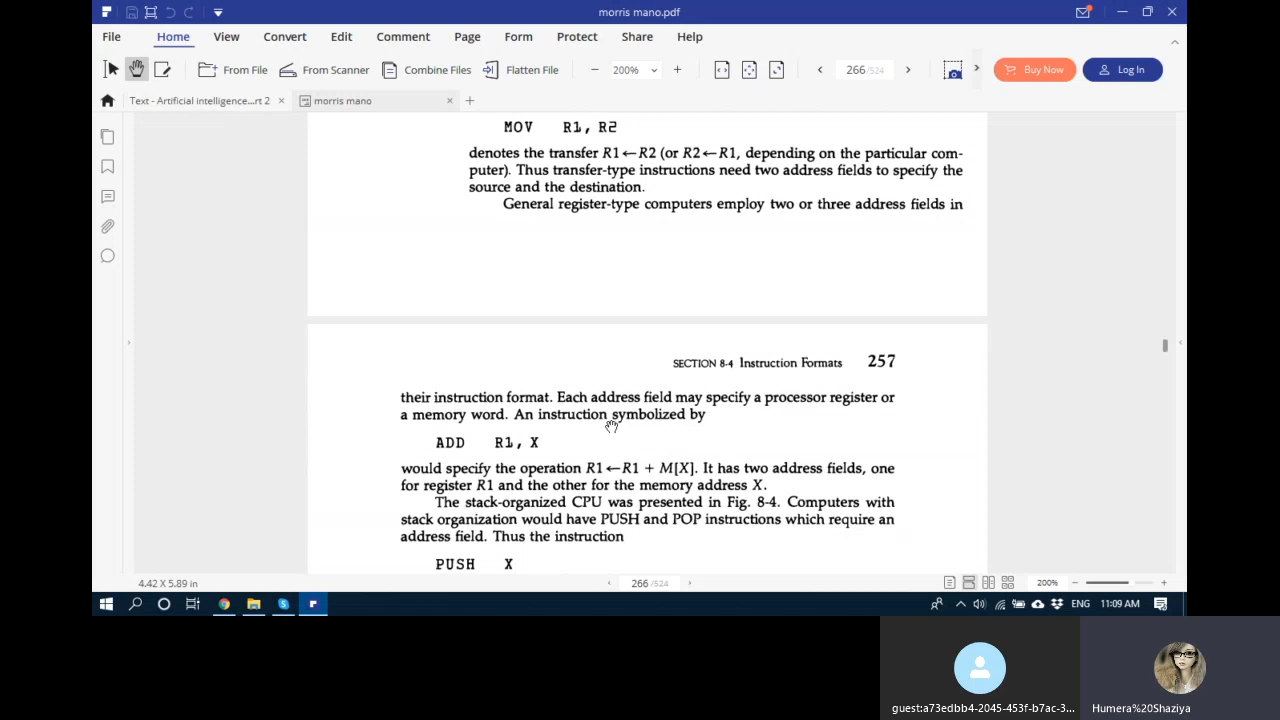 morris mano.pdf
File Home View Convert Edit Comment Page Form Protect Share Help
From File From Scanner Combine Files Flatten File 200% 266 /524 Buy Now Log In
Text - Artificial intelligence...rt 2 morris mano
MOV R1, R2
denotes the transfer R1←R2 (or R2←R1, depending on the particular com-
puter). Thus transfer-type instructions need two address fields to specify the
source and the destination.
General register-type computers employ two or three address fields in
SECTION 8-4 Instruction Formats 257
their instruction format. Each address field may specify a processor register or
a memory word. An instruction symbolized by
ADD R1, X
would specify the operation R1←R1 + M[X]. It has two address fields, one
for register R1 and the other for the memory address X.
The stack-organized CPU was presented in Fig. 8-4. Computers with
stack organization would have PUSH and POP instructions which require an
address field. Thus the instruction
PUSH X
4.42 X 5.89 in 266 /524 200%
ENG 11:09 AM
guest:a73edbb4-2045-453f-b7ac-3... Humera%20Shaziya